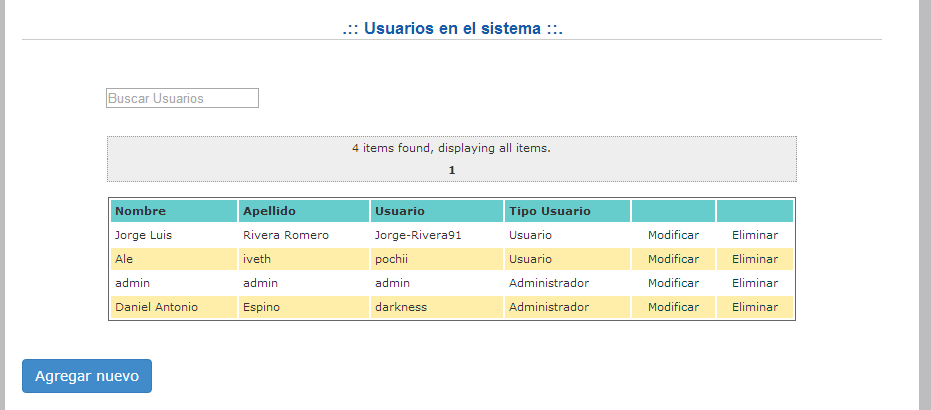 .:: Usuarios en el sistema ::.
Buscar Usuarios
4 items found, displaying all items.
1
Nombre Apellido Usuario Tipo Usuario
Jorge Luis Rivera Romero Jorge-Rivera91 Usuario Modificar Eliminar
Ale iveth pochii Usuario Modificar Eliminar
admin admin admin Administrador Modificar Eliminar
Daniel Antonio Espino darkness Administrador Modificar Eliminar
Agregar nuevo